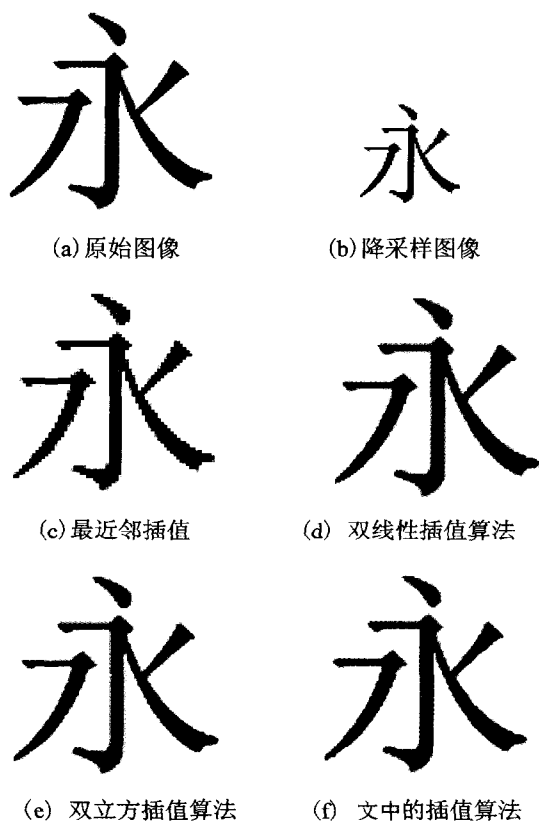 永 永
(a)原始图像 (b)降采样图像
永 永
(c)最近邻插值 (d) 双线性插值算法
永 永
(e) 双立方插值算法 (f) 文中的插值算法